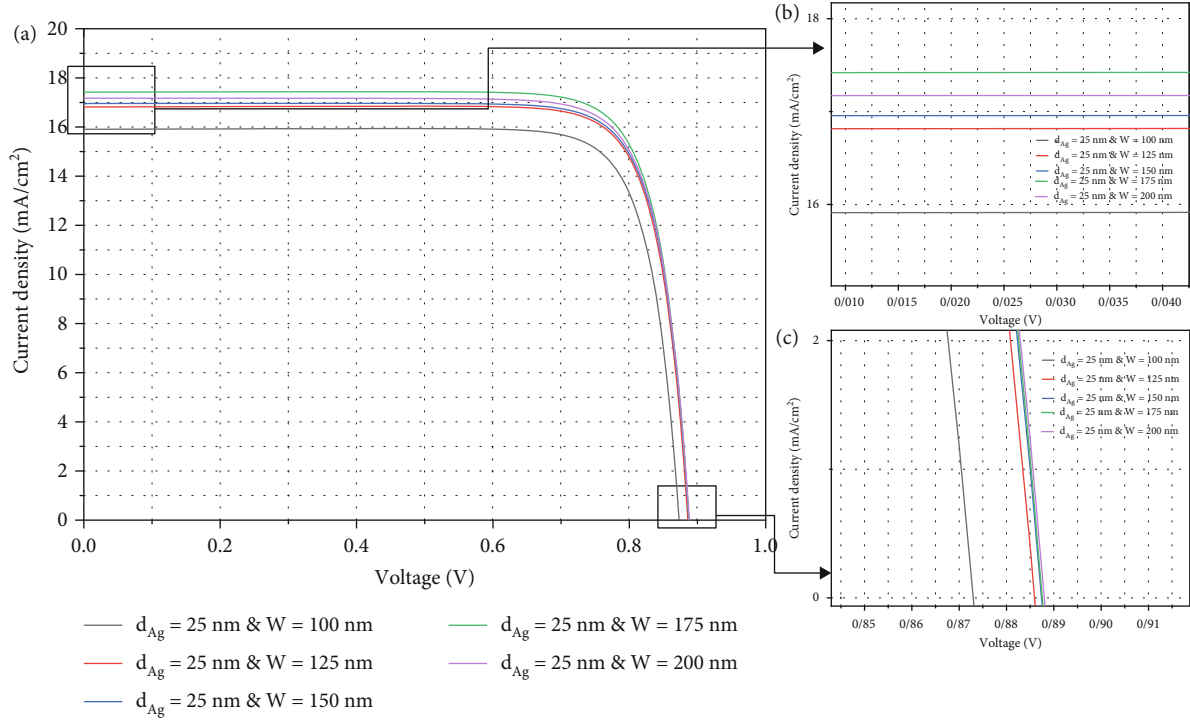 (a)
20
18
16
14
12
10
8
6
4
2
0
Current density (mA/cm²)
0.0
0.2
0.4
0.6
0.8
1.0
Voltage (V)
d_Ag = 25 nm & W = 100 nm
d_Ag = 25 nm & W = 125 nm
d_Ag = 25 nm & W = 150 nm
d_Ag = 25 nm & W = 175 nm
d_Ag = 25 nm & W = 200 nm
(b)
18
16
Current density (mA/cm²)
d_Ag = 25 nm & W = 100 nm
d_Ag = 25 nm & W = 125 nm
d_Ag = 25 nm & W = 150 nm
d_Ag = 25 nm & W = 175 nm
d_Ag = 25 nm & W = 200 nm
0/010
0/015
0/020
0/025
0/030
0/035
0/040
Voltage (V)
(c)
2
0
Current density (mA/cm²)
d_Ag = 25 nm & W = 100 nm
d_Ag = 25 nm & W = 125 nm
d_Ag = 25 nm & W = 150 nm
d_Ag = 25 nm & W = 175 nm
d_Ag = 25 nm & W = 200 nm
0/85
0/86
0/87
0/88
0/89
0/90
0/91
Voltage (V)